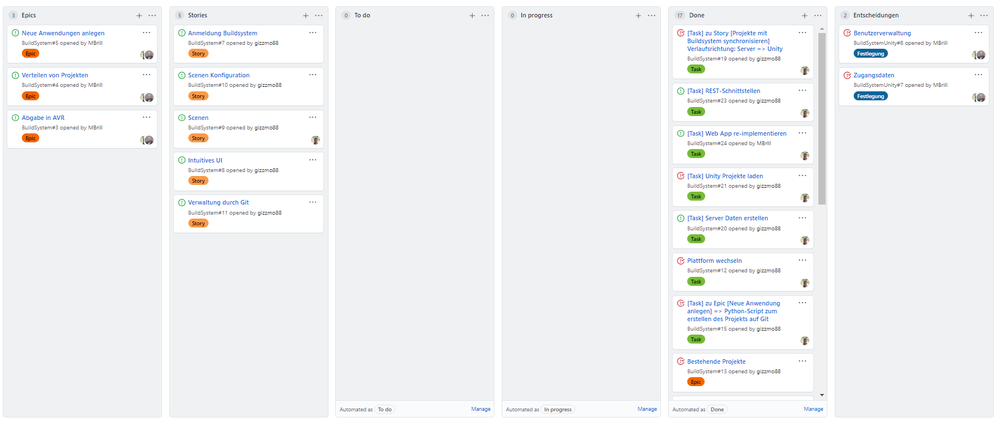 3 Epics
Neue Anwendungen anlegen
BuildSystem#5 opened by MBrill
Epic
Verteilen von Projekten
BuildSystem#4 opened by MBrill
Epic
Abgabe in AVR
BuildSystem#3 opened by MBrill
Epic
5 Stories
Anmeldung Buildsystem
BuildSystem#7 opened by gizzmo88
Story
Scenen Konfiguration
BuildSystem#10 opened by gizzmo88
Story
Scenen
BuildSystem#9 opened by gizzmo88
Story
Intuitives UI
BuildSystem#8 opened by gizzmo88
Story
Verwaltung durch Git
BuildSystem#11 opened by gizzmo88
Story
0 To do
Automated as To do Manage
0 In progress
Automated as In progress Manage
17 Done
[Task] zu Story [Projekte mit
Buildsystem synchronisieren]
Verlaufsrichtung: Server => Unity
BuildSystem#19 opened by gizzmo88
Task
[Task] REST-Schnittstellen
BuildSystem#23 opened by gizzmo88
Task
[Task] Web App re-implementieren
BuildSystem#24 opened by MBrill
Task
[Task] Unity Projekte laden
BuildSystem#21 opened by gizzmo88
Task
[Task] Server Daten erstellen
BuildSystem#20 opened by gizzmo88
Task
Plattform wechseln
BuildSystem#12 opened by gizzmo88
Task
[Task] zu Epic [Neue Anwendung
anlegen] => Python-Script zum
erstellen des Projekts auf Git
BuildSystem#15 opened by gizzmo88
Task
Bestehende Projekte
BuildSystem#13 opened by gizzmo88
Epic
Automated as Done Manage
2 Entscheidungen
Benutzerverwaltung
BuildSystemUnity#6 opened by MBrill
Festlegung
Zugangsdaten
BuildSystemUnity#7 opened by MBrill
Festlegung